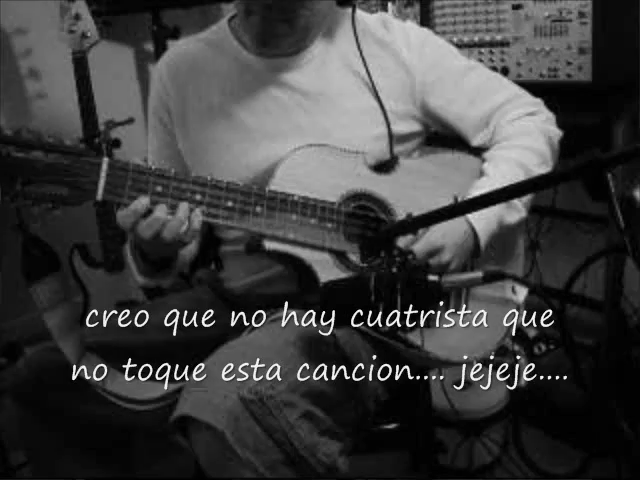 creo que no hay cuatrista que
no toque esta cancion.... jejeje....